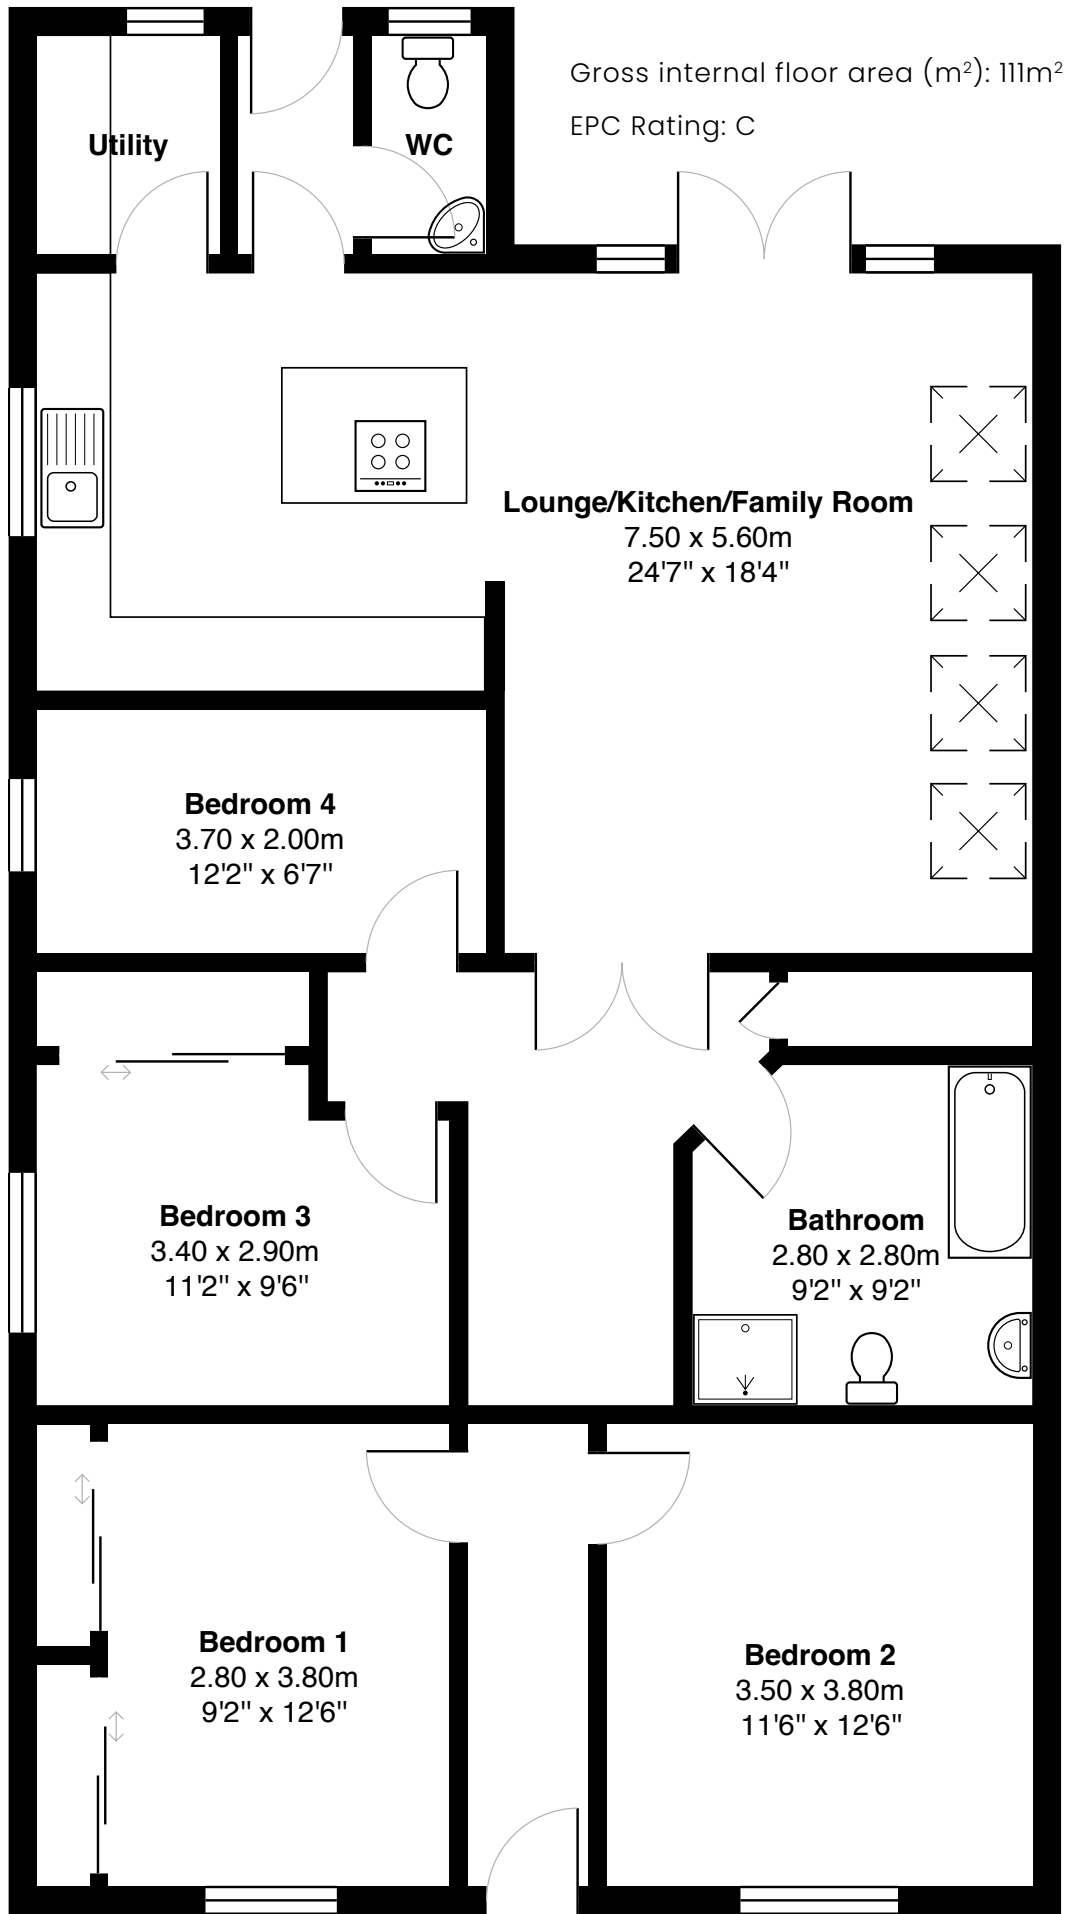 Gross internal floor area (m²): 111m²
EPC Rating: C
Utility
WC
Lounge/Kitchen/Family Room
7.50 x 5.60m
24'7" x 18'4"
Bedroom 4
3.70 x 2.00m
12'2" x 6'7"
Bedroom 3
3.40 x 2.90m
11'2" x 9'6"
Bathroom
2.80 x 2.80m
9'2" x 9'2"
Bedroom 1
2.80 x 3.80m
9'2" x 12'6"
Bedroom 2
3.50 x 3.80m
11'6" x 12'6"